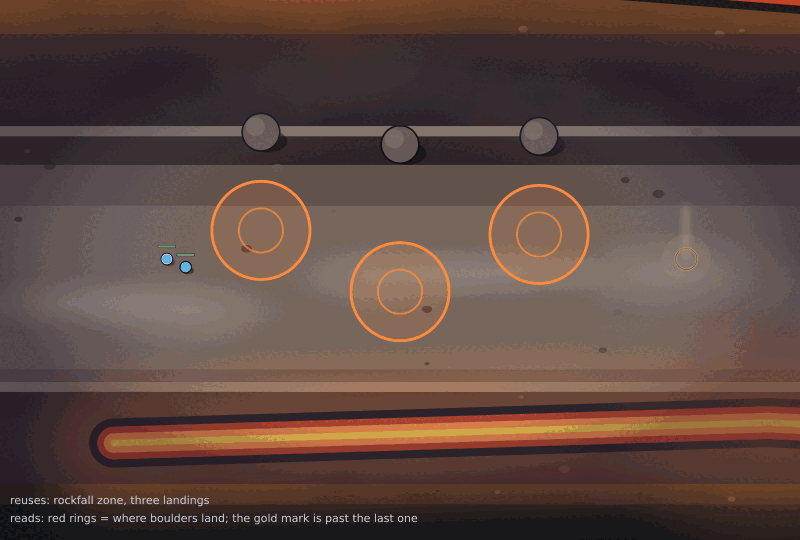 reuses: rockfall zone, three landings
reads: red rings = where boulders land; the gold mark is past the last one